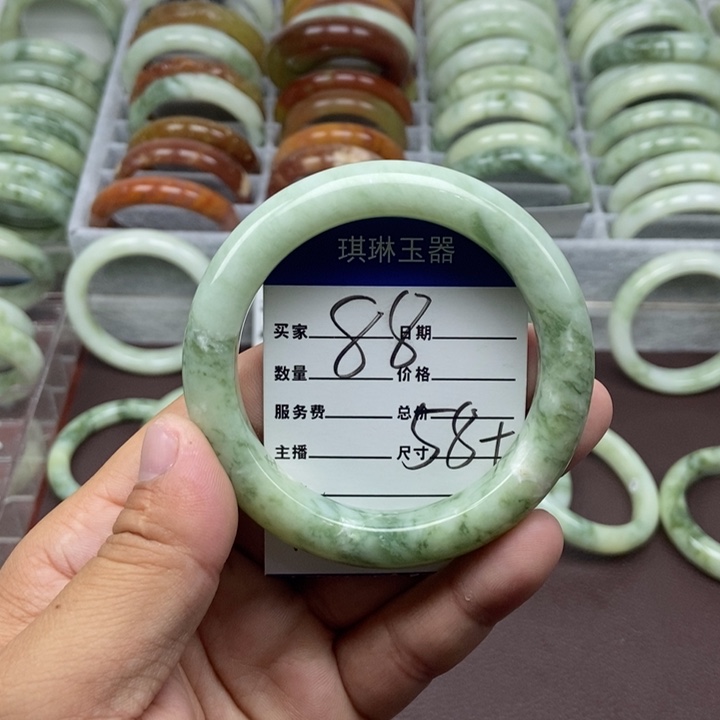 琪琳玉器
88
买家 日期
数量 价格
服务费 总价
主播 尺寸 58+